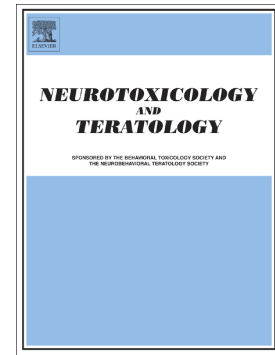 ELSEVIER
NEUROTOXICOLOGY
AND
TERATOLOGY
SPONSORED BY THE BEHAVIORAL TOXICOLOGY SOCIETY AND
THE NEUROBEHAVIORAL TERATOLOGY SOCIETY